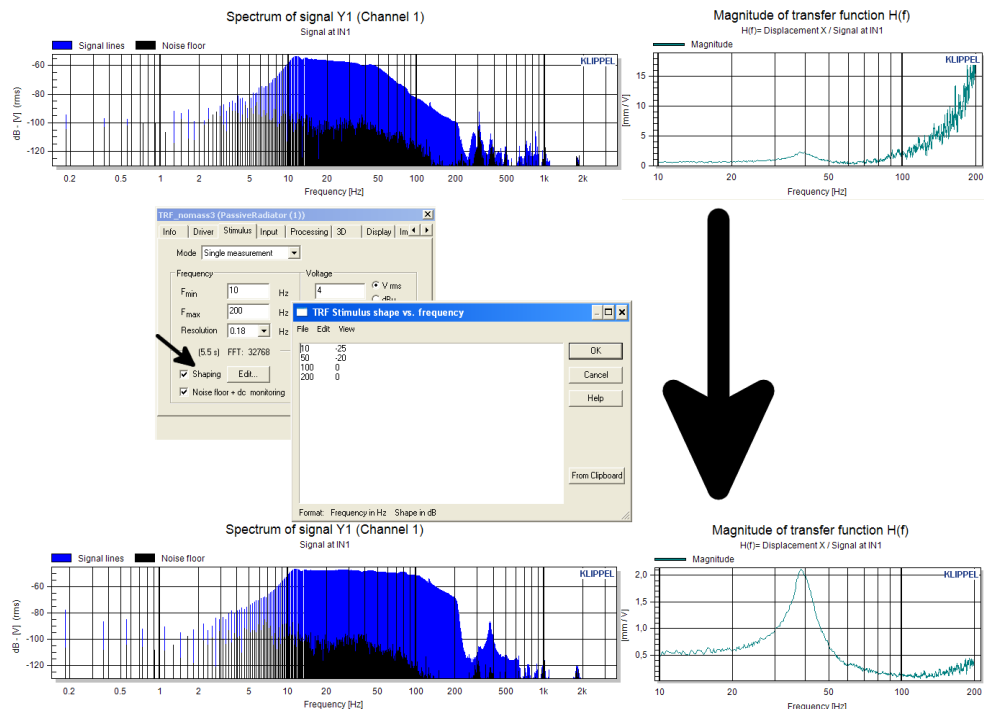 Spectrum of signal Y1 (Channel 1)
Signal at IN1
Signal lines Noise floor
KLIPPEL
dB - [V] (rms)
-60
-80
-100
-120
0.2 0.5 1 2 5 10 20 50 100 200 500 1k 2k
Frequency [Hz]
Magnitude of transfer function H(f)
H(f)= Displacement X / Signal at IN1
Magnitude
KLIPPEL
[mm / V]
15
10
5
0
10 20 50 100 200
Frequency [Hz]
TRF_nomass3 (PassiveRadiator (1))
Info Driver Stimulus Input Processing 3D Display Im
Mode Single measurement
Frequency
Fmin 10 Hz
Fmax 200 Hz
Resolution 0.18 Hz
(5.5 s) FFT: 32768
Shaping Edit...
Noise floor + dc monitoring
Voltage
4 V rms
TRF Stimulus shape vs. frequency
File Edit View
10 -25
50 -20
100 0
200 0
OK
Cancel
Help
From Clipboard
Format: Frequency in Hz Shape in dB
Spectrum of signal Y1 (Channel 1)
Signal at IN1
Signal lines Noise floor
KLIPPEL
dB - [V] (rms)
-60
-80
-100
-120
0.2 0.5 1 2 5 10 20 50 100 200 500 1k 2k
Frequency [Hz]
Magnitude of transfer function H(f)
H(f)= Displacement X / Signal at IN1
Magnitude
KLIPPEL
[mm / V]
2,0
1,5
1,0
0,5
10 20 50 100 200
Frequency [Hz]